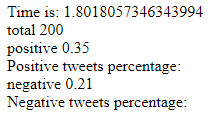 Time is: 1.8018057346343994
total 200
positive 0.35
Positive tweets percentage:
negative 0.21
Negative tweets percentage: